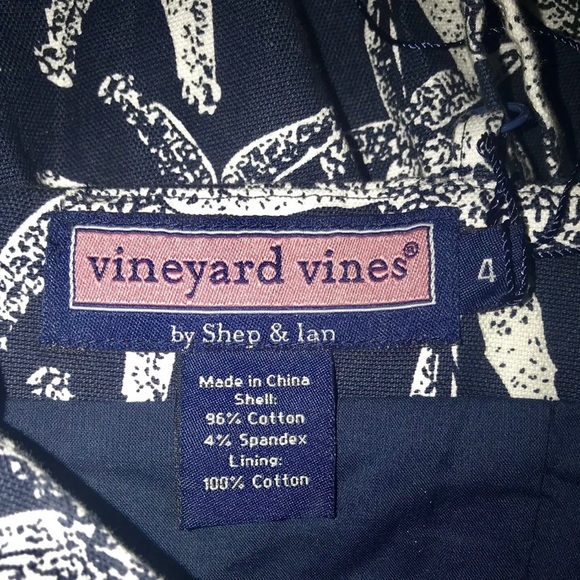 vineyard vines®
4
by Shep & Ian
Made in China
Shell:
96% Cotton
4% Spandex
Lining:
100% Cotton